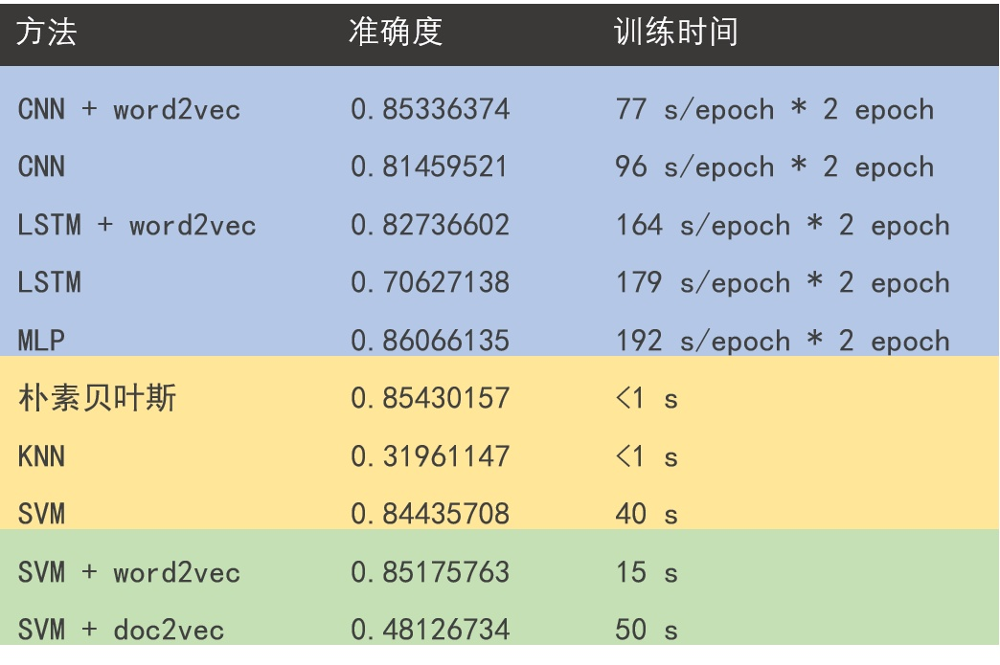 方法 准确度 训练时间
CNN + word2vec 0.85336374 77 s/epoch * 2 epoch
CNN 0.81459521 96 s/epoch * 2 epoch
LSTM + word2vec 0.82736602 164 s/epoch * 2 epoch
LSTM 0.70627138 179 s/epoch * 2 epoch
MLP 0.86066135 192 s/epoch * 2 epoch
朴素贝叶斯 0.85430157 <1 s
KNN 0.31961147 <1 s
SVM 0.84435708 40 s
SVM + word2vec 0.85175763 15 s
SVM + doc2vec 0.48126734 50 s